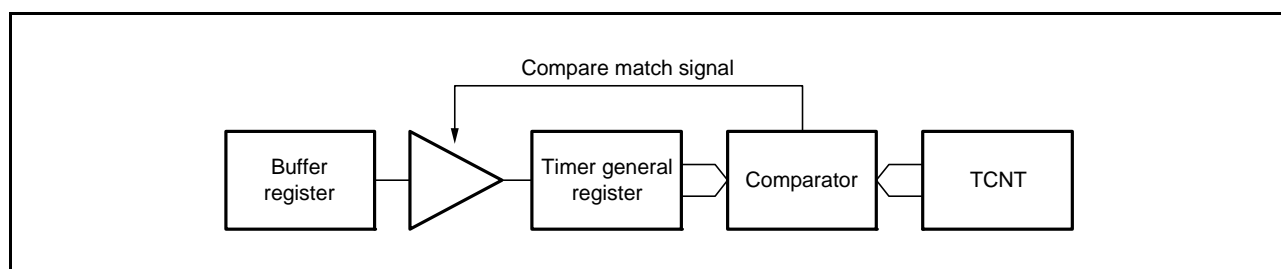 Compare match signal
Buffer
register
Timer general
register
Comparator
TCNT